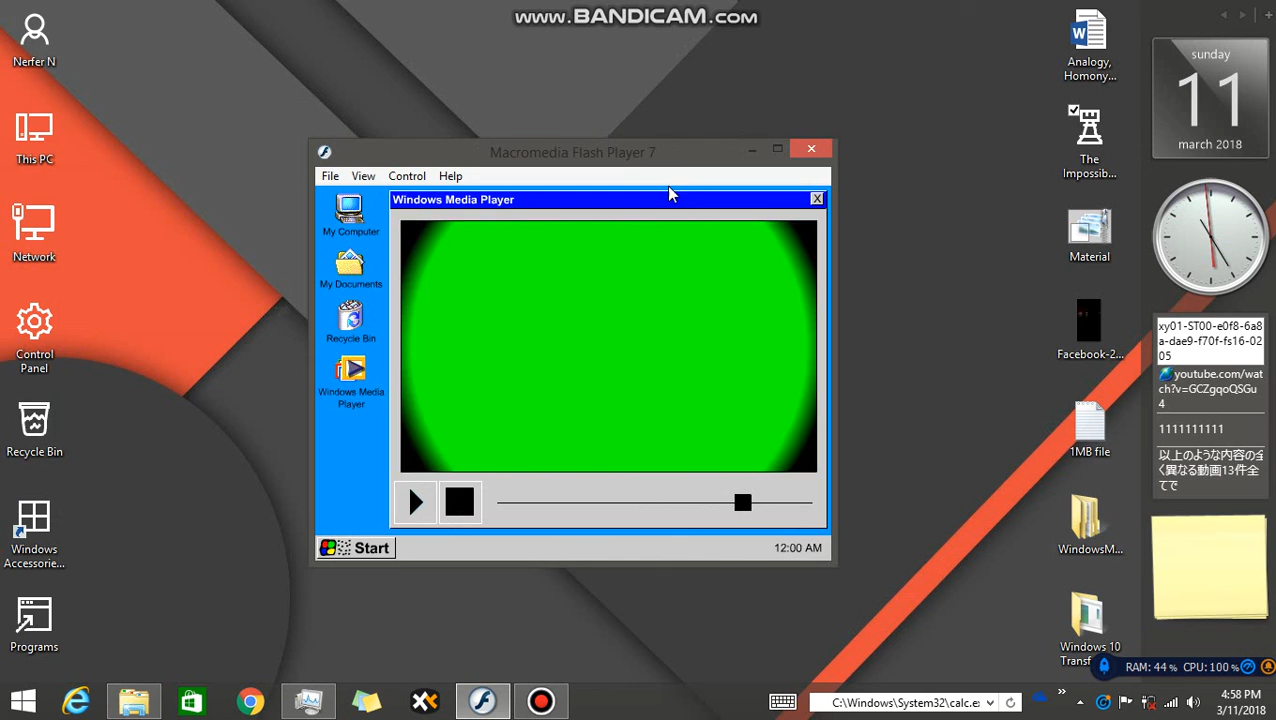 www.BANDICAM.com
Nerfer N
This PC
Network
Control
Panel
Recycle Bin
Windows
Accessorie...
Programs
Macromedia Flash Player 7
File View Control Help
Windows Media Player
X
My Computer
My Documents
Recycle Bin
Windows Media
Player
Start
12:00 AM
Analogy,
Homony...
The
Impossib...
Material
Facebook-2...
1MB file
WindowsM...
Windows 10
Transf...
sunday
11
march 2018
xy01-ST00-e0f8-6a8
a-dae9-f70f-fs16-02
05
youtube.com/wat
ch?v=GCZgqoQSGu
4
1111111111
以上のような内容の全
く異なる動画13件全
てで
RAM: 44 % CPU: 100 %
C:\Windows\System32\calc.ex
4:58 PM
3/11/2018